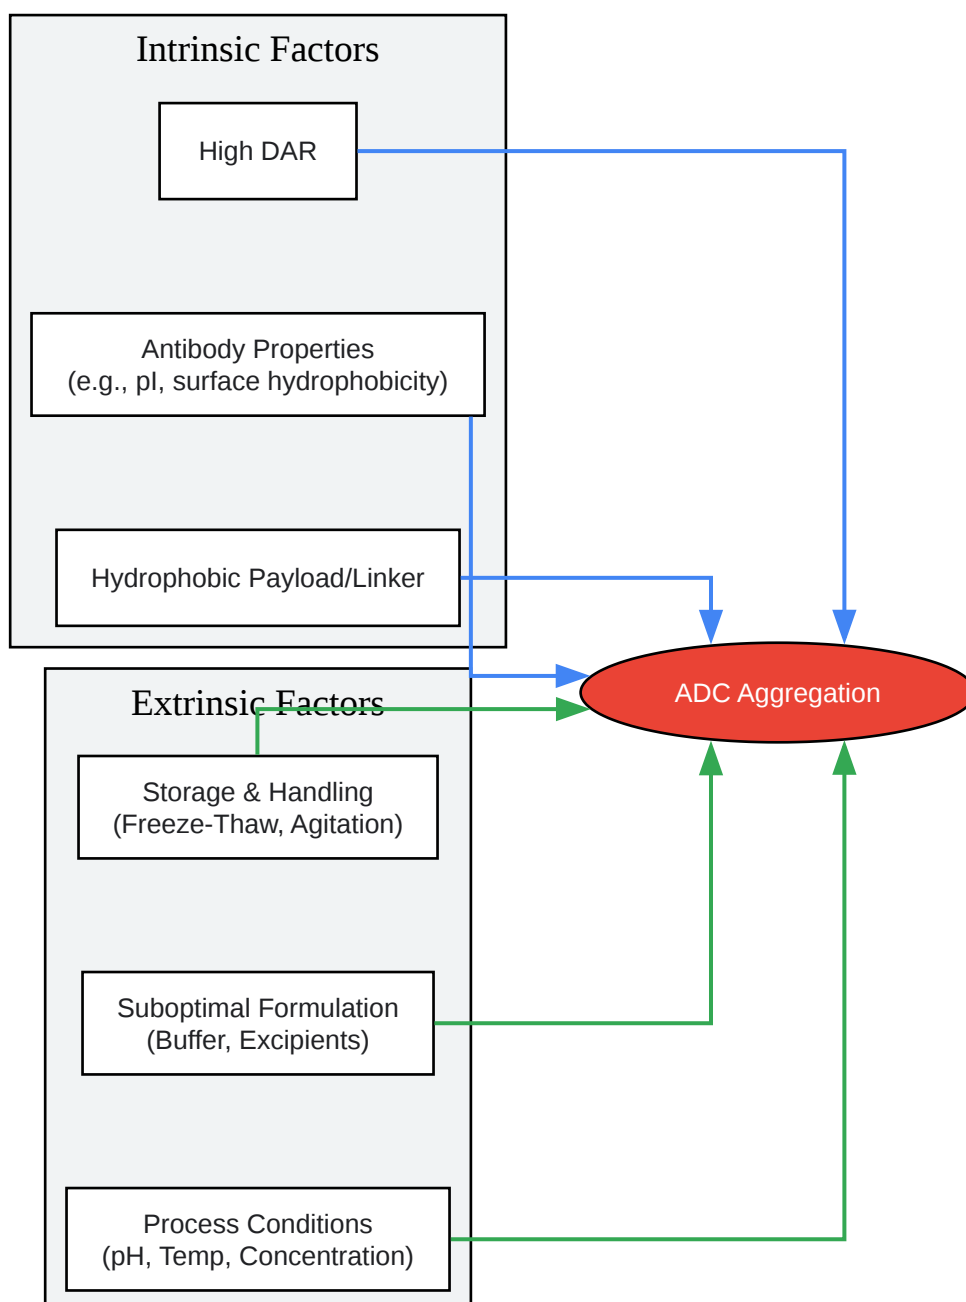 Intrinsic Factors
High DAR
Antibody Properties
(e.g., pI, surface hydrophobicity)
Hydrophobic Payload/Linker
ADC Aggregation
Extrinsic Factors
Storage & Handling
(Freeze-Thaw, Agitation)
Suboptimal Formulation
(Buffer, Excipients)
Process Conditions
(pH, Temp, Concentration)